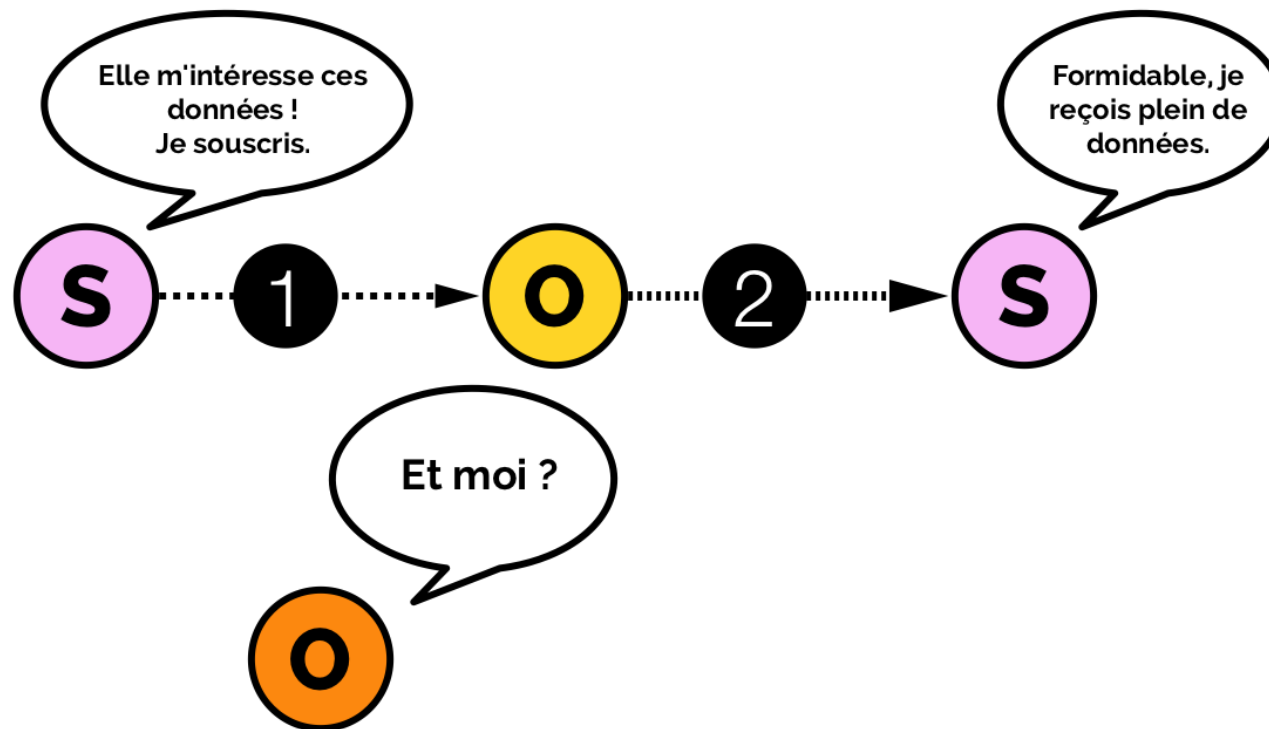 Elle m'intéresse ces
données !
Je souscris.
Formidable, je
reçois plein de
données.
S
1
O
2
S
Et moi ?
O